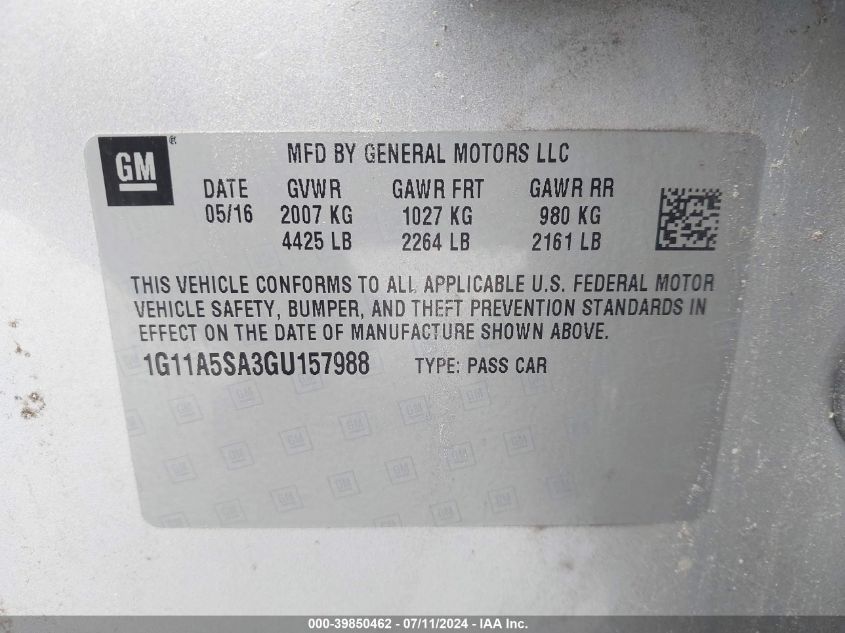 GM
®
MFD BY GENERAL MOTORS LLC
DATE GVWR GAWR FRT GAWR RR
05/16 2007 KG 1027 KG 980 KG
4425 LB 2264 LB 2161 LB
THIS VEHICLE CONFORMS TO ALL APPLICABLE U.S. FEDERAL MOTOR
VEHICLE SAFETY, BUMPER, AND THEFT PREVENTION STANDARDS IN
EFFECT ON THE DATE OF MANUFACTURE SHOWN ABOVE.
1G11A5SA3GU157988 TYPE: PASS CAR
000-39850462 - 07/11/2024 - IAA Inc.